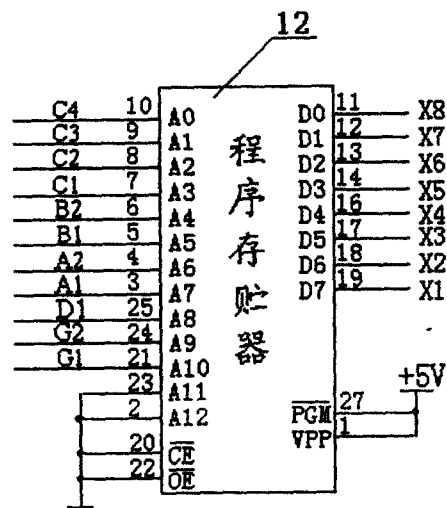 12
C4 10 A0 D0 11 X8
C3 9 A1 D1 12 X7
C2 8 A2 D2 13 X6
C1 7 A3 D3 14 X5
B2 6 A4 D4 16 X4
B1 5 A5 D5 17 X3
A2 4 A6 D6 18 X2
A1 3 A7 D7 19 X1
D1 25 A8
G2 24 A9
G1 21 A10
23 A11
2 A12
20 CE
22 OE
程序存贮器
+5V
PGM 27
VPP 1